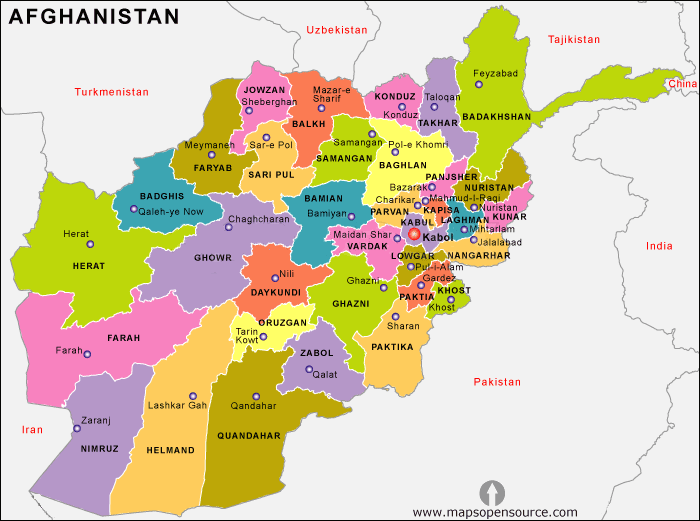 AFGHANISTAN
Uzbekistan
Tajikistan
Turkmenistan
China
Feyzabad
JOWZAN
Sheberghan
Mazar-e
Sharif
BALKH
KONDUZ
Konduz
Taloqan
TAKHAR
BADAKHSHAN
Meymaneh
FARYAB
Sar-e Pol
SARI PUL
Samangan
SAMANGAN
Pol-e Khomri
BAGHLAN
PANJSHER
Bazarak
NURISTAN
Nuristan
BADGHIS
Qaleh-ye Now
BAMIAN
Bamiyan
Charikar
Mahmud-I-Raqi
PARVAN
KAPISA
KUNAR
LAGHMAN
Mihtarlam
KABUL
Kabol
Jalalabad
NANGARHAR
Chaghcharan
GHOWR
Maidan Shar
VARDAK
LOWGAR
Pul-i-Alam
Herat
HERAT
India
Nili
DAYKUNDI
Ghazni
GHAZNI
Gardez
PAKTIA
KHOST
Khost
ORUZGAN
Tarin
Kowt
Sharan
PAKTIKA
FARAH
Farah
ZABOL
Qalat
Pakistan
Lashkar Gah
Qandahar
Zaranj
Iran
NIMRUZ
HELMAND
QUANDAHAR
www.mapsopensource.com